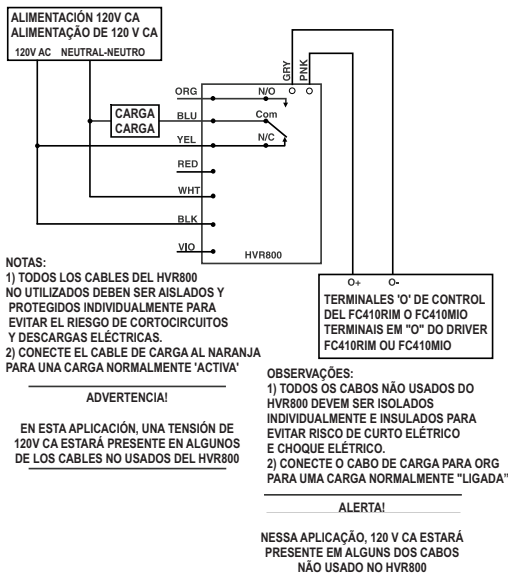 ALIMENTACIÓN 120V CA
ALIMENTAÇÃO DE 120 V CA
120V AC NEUTRAL-NEUTRO
GRY
PNK
ORG
N/O
CARGA
CARGA
BLU
Com
YEL
N/C
RED
WHT
BLK
VIO
HVR800
O+ O-
TERMINALES 'O' DE CONTROL
DEL FC410RIM O FC410MIO
TERMINAIS EM "O" DO DRIVER
FC410RIM OU FC410MIO
NOTAS:
1) TODOS LOS CABLES DEL HVR800
NO UTILIZADOS DEBEN SER AISLADOS Y
PROTEGIDOS INDIVIDUALMENTE PARA
EVITAR EL RIESGO DE CORTOCIRCUITOS
Y DESCARGAS ELÉCTRICAS.
2) CONECTE EL CABLE DE CARGA AL NARANJA
PARA UNA CARGA NORMALMENTE 'ACTIVA'
ADVERTENCIA!
EN ESTA APLICACIÓN, UNA TENSIÓN DE
120V CA ESTARÁ PRESENTE EN ALGUNOS
DE LOS CABLES NO USADOS DEL HVR800
OBSERVAÇÕES:
1) TODOS OS CABOS NÃO USADOS DO
HVR800 DEVEM SER ISOLADOS
INDIVIDUALMENTE E INSULADOS PARA
EVITAR RISCO DE CURTO ELÉTRICO
E CHOQUE ELÉTRICO.
2) CONECTE O CABO DE CARGA PARA ORG
PARA UMA CARGA NORMALMENTE "LIGADA"
ALERTA!
NESSA APLICAÇÃO, 120 V CA ESTARÁ
PRESENTE EM ALGUNS DOS CABOS
NÃO USADO NO HVR800